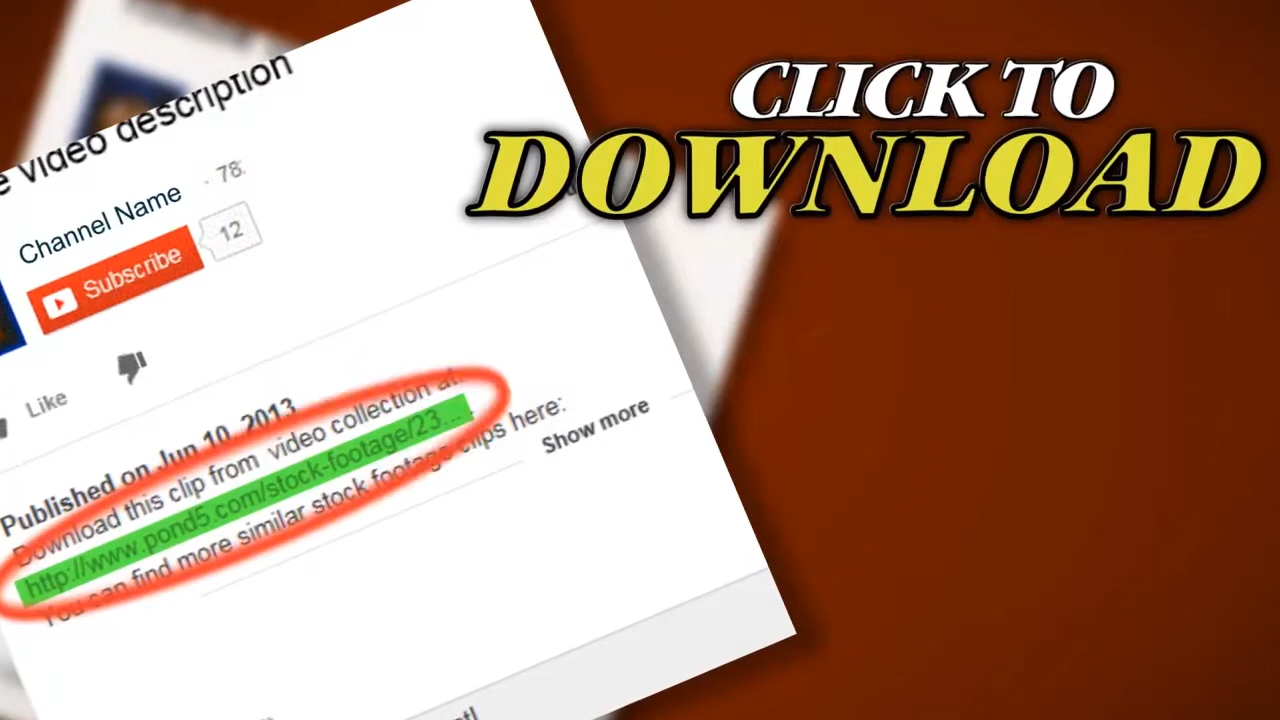 CLICK TO
DOWNLOAD
video description
Channel Name
Subscribe
12
Like
Published on Jun 10, 2013
Download this clip from video collection at
http://www.pond5.com/stock-footage/23...
You can find more similar stock footage clips here:
Show more